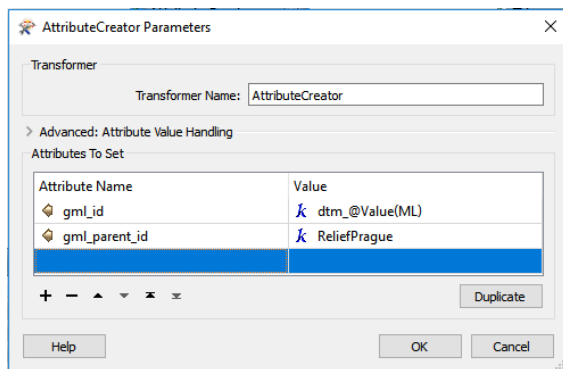 AttributeCreator Parameters
Transformer
Transformer Name: AttributeCreator
Advanced: Attribute Value Handling
Attributes To Set
Attribute Name Value
gml_id dtm_@Value(ML)
gml_parent_id ReliefPrague
Duplicate
Help OK Cancel